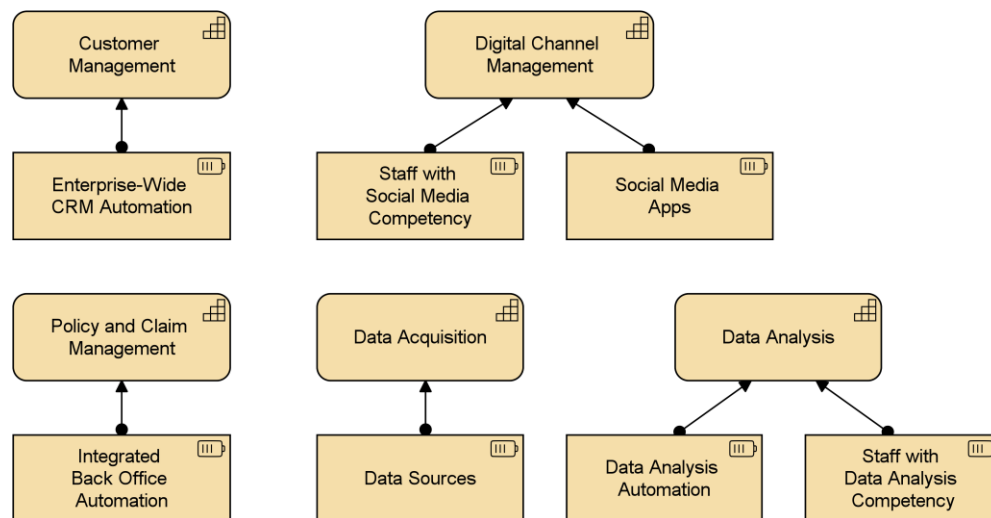 Customer
Management
Digital Channel
Management
Enterprise-Wide
CRM Automation
Staff with
Social Media
Competency
Social Media
Apps
Policy and Claim
Management
Data Acquisition
Data Analysis
Integrated
Back Office
Automation
Data Sources
Data Analysis
Automation
Staff with
Data Analysis
Competency